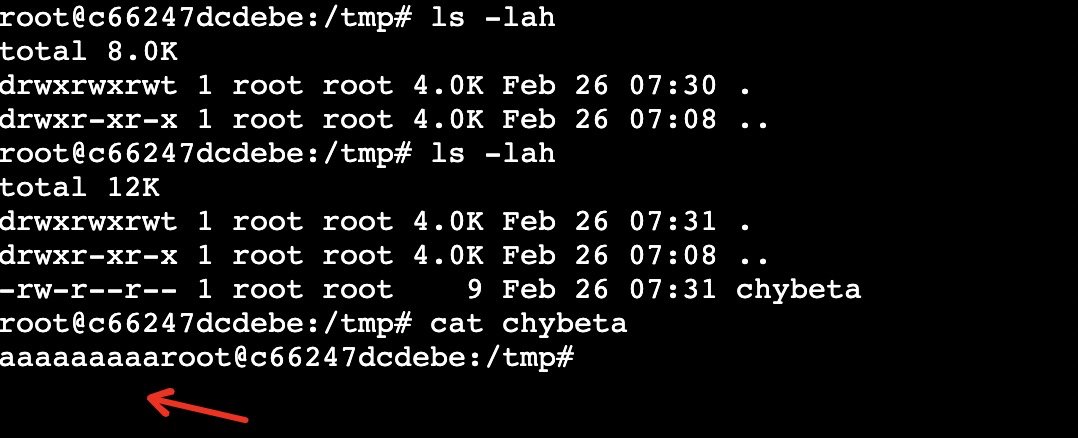 root@c66247dcdebe:/tmp# ls -lah
total 8.0K
drwxrwxrwt 1 root root 4.0K Feb 26 07:30 .
drwxr-xr-x 1 root root 4.0K Feb 26 07:08 ..
root@c66247dcdebe:/tmp# ls -lah
total 12K
drwxrwxrwt 1 root root 4.0K Feb 26 07:31 .
drwxr-xr-x 1 root root 4.0K Feb 26 07:08 ..
-rw-r--r-- 1 root root    9 Feb 26 07:31 chybeta
root@c66247dcdebe:/tmp# cat chybeta
aaaaaaaaaroot@c66247dcdebe:/tmp#